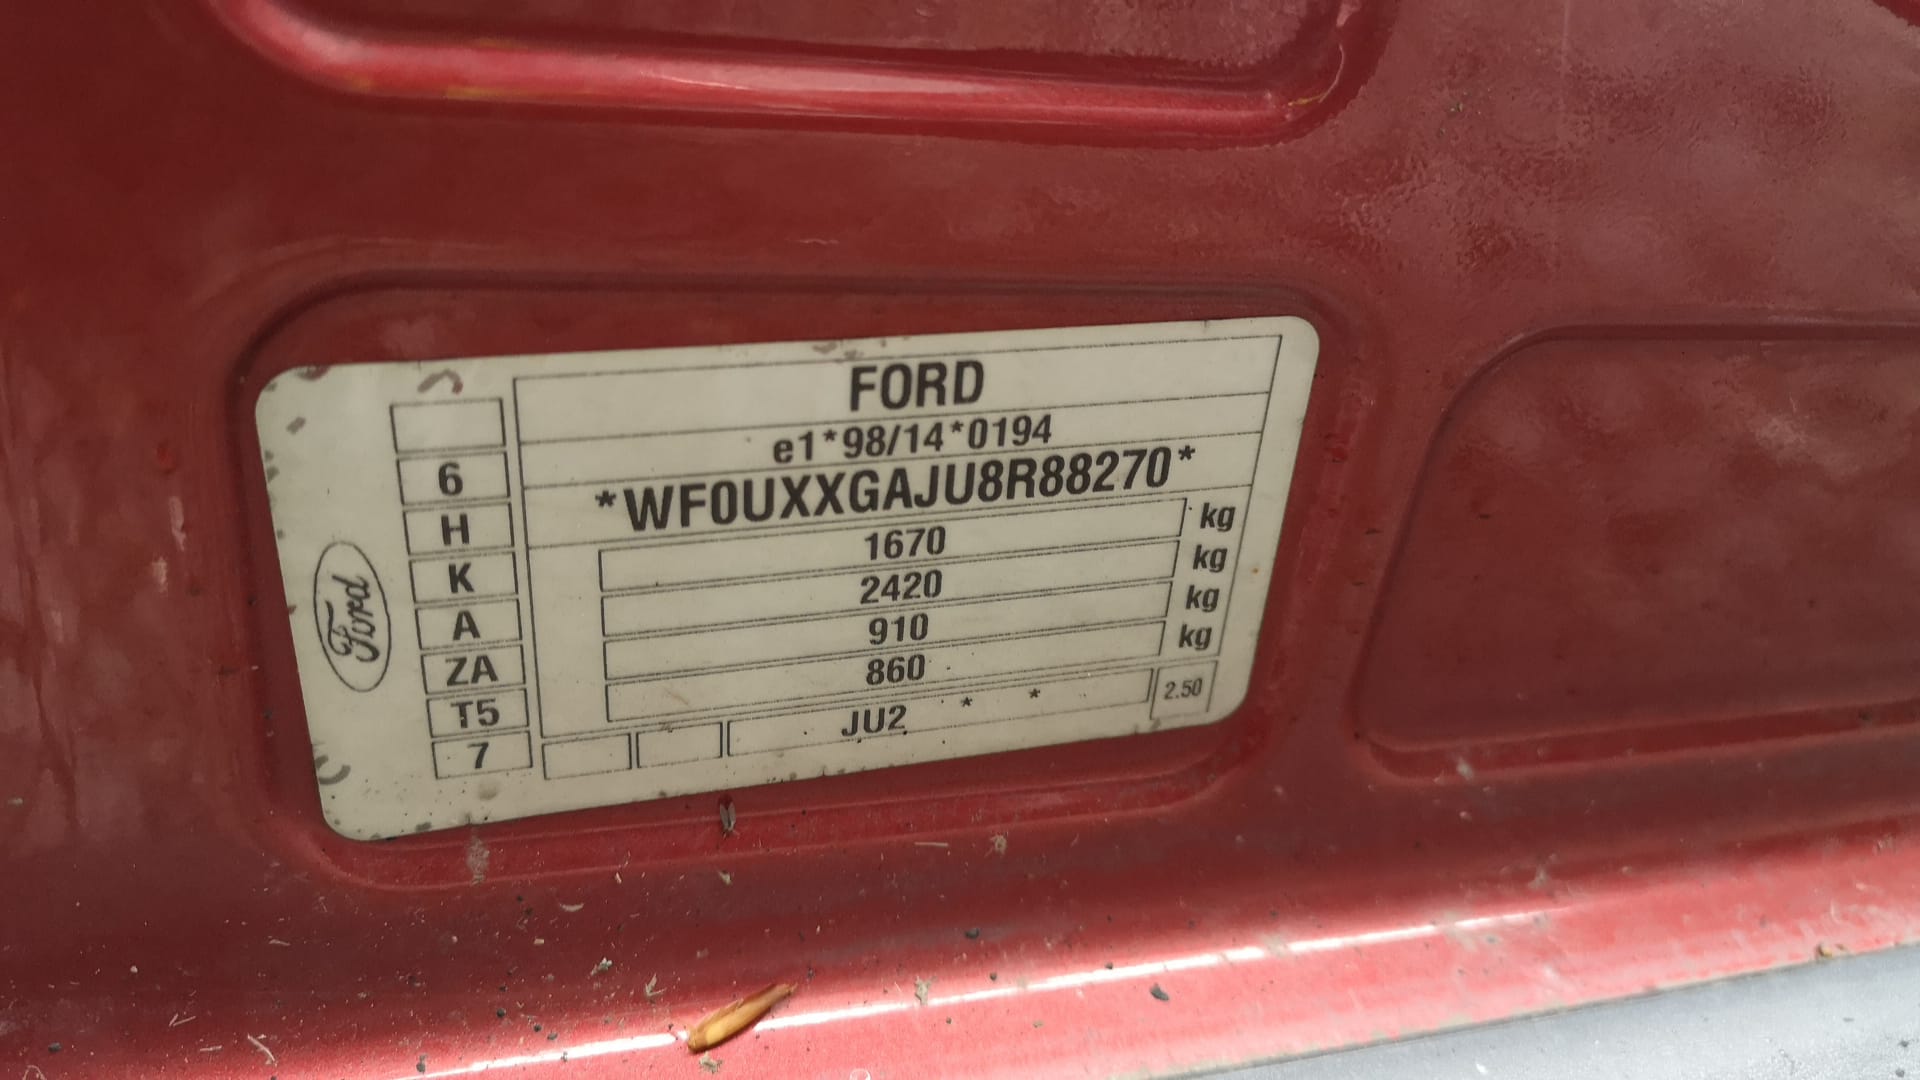 FORD
e1*98/14*0194
*WF0UXXGAJU8R88270*
1670 kg
2420 kg
910 kg
860 kg
JU2 * *
2.50
6
H
K
A
ZA
T5
7
Ford